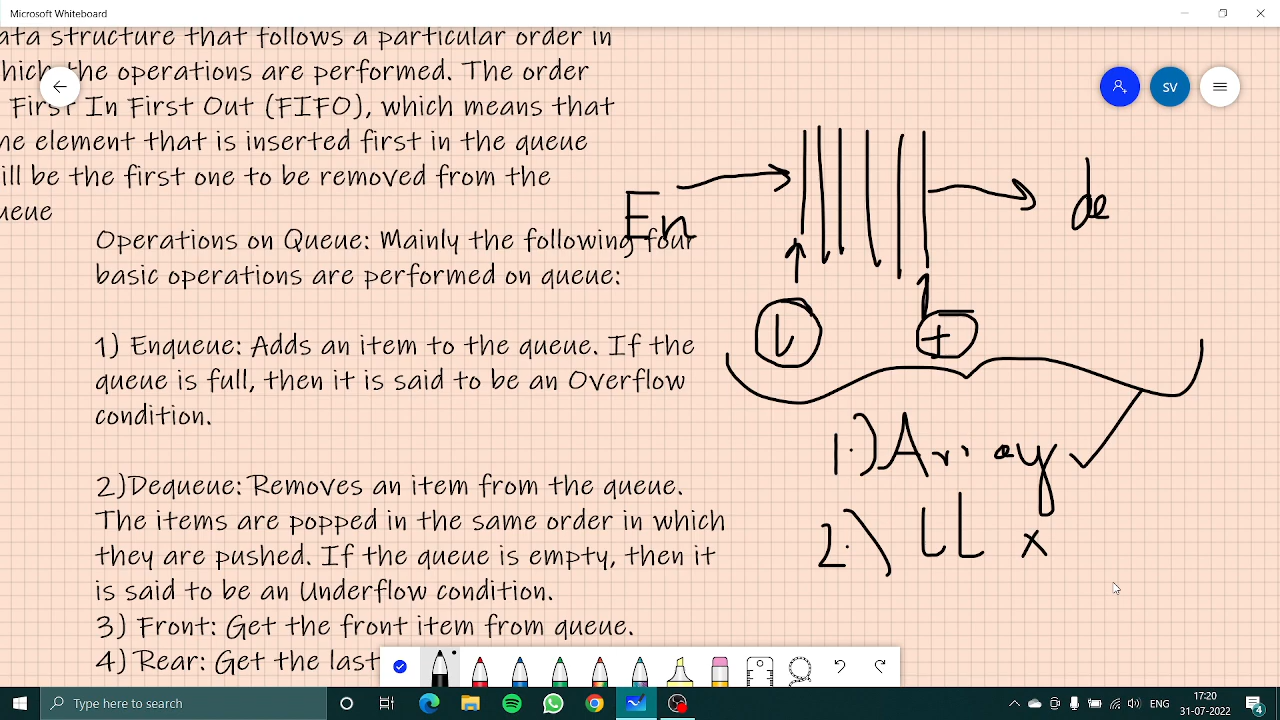 Microsoft Whiteboard
ata structure that follows a particular order in
hich the operations are performed. The order
First In First Out (FIFO), which means that
ne element that is inserted first in the queue
ill be the first one to be removed from the
ueue
SV
En
de
Operations on Queue: Mainly the following four
basic operations are performed on queue:
1) Enqueue: Adds an item to the queue. If the
queue is full, then it is said to be an Overflow
condition.
2)Dequeue: Removes an item from the queue.
The items are popped in the same order in which
they are pushed. If the queue is empty, then it
is said to be an Underflow condition.
3) Front: Get the front item from queue.
4) Rear: Get the last
1.) Array
2.) LL x
Type here to search
ENG
17:20
31-07-2022
4